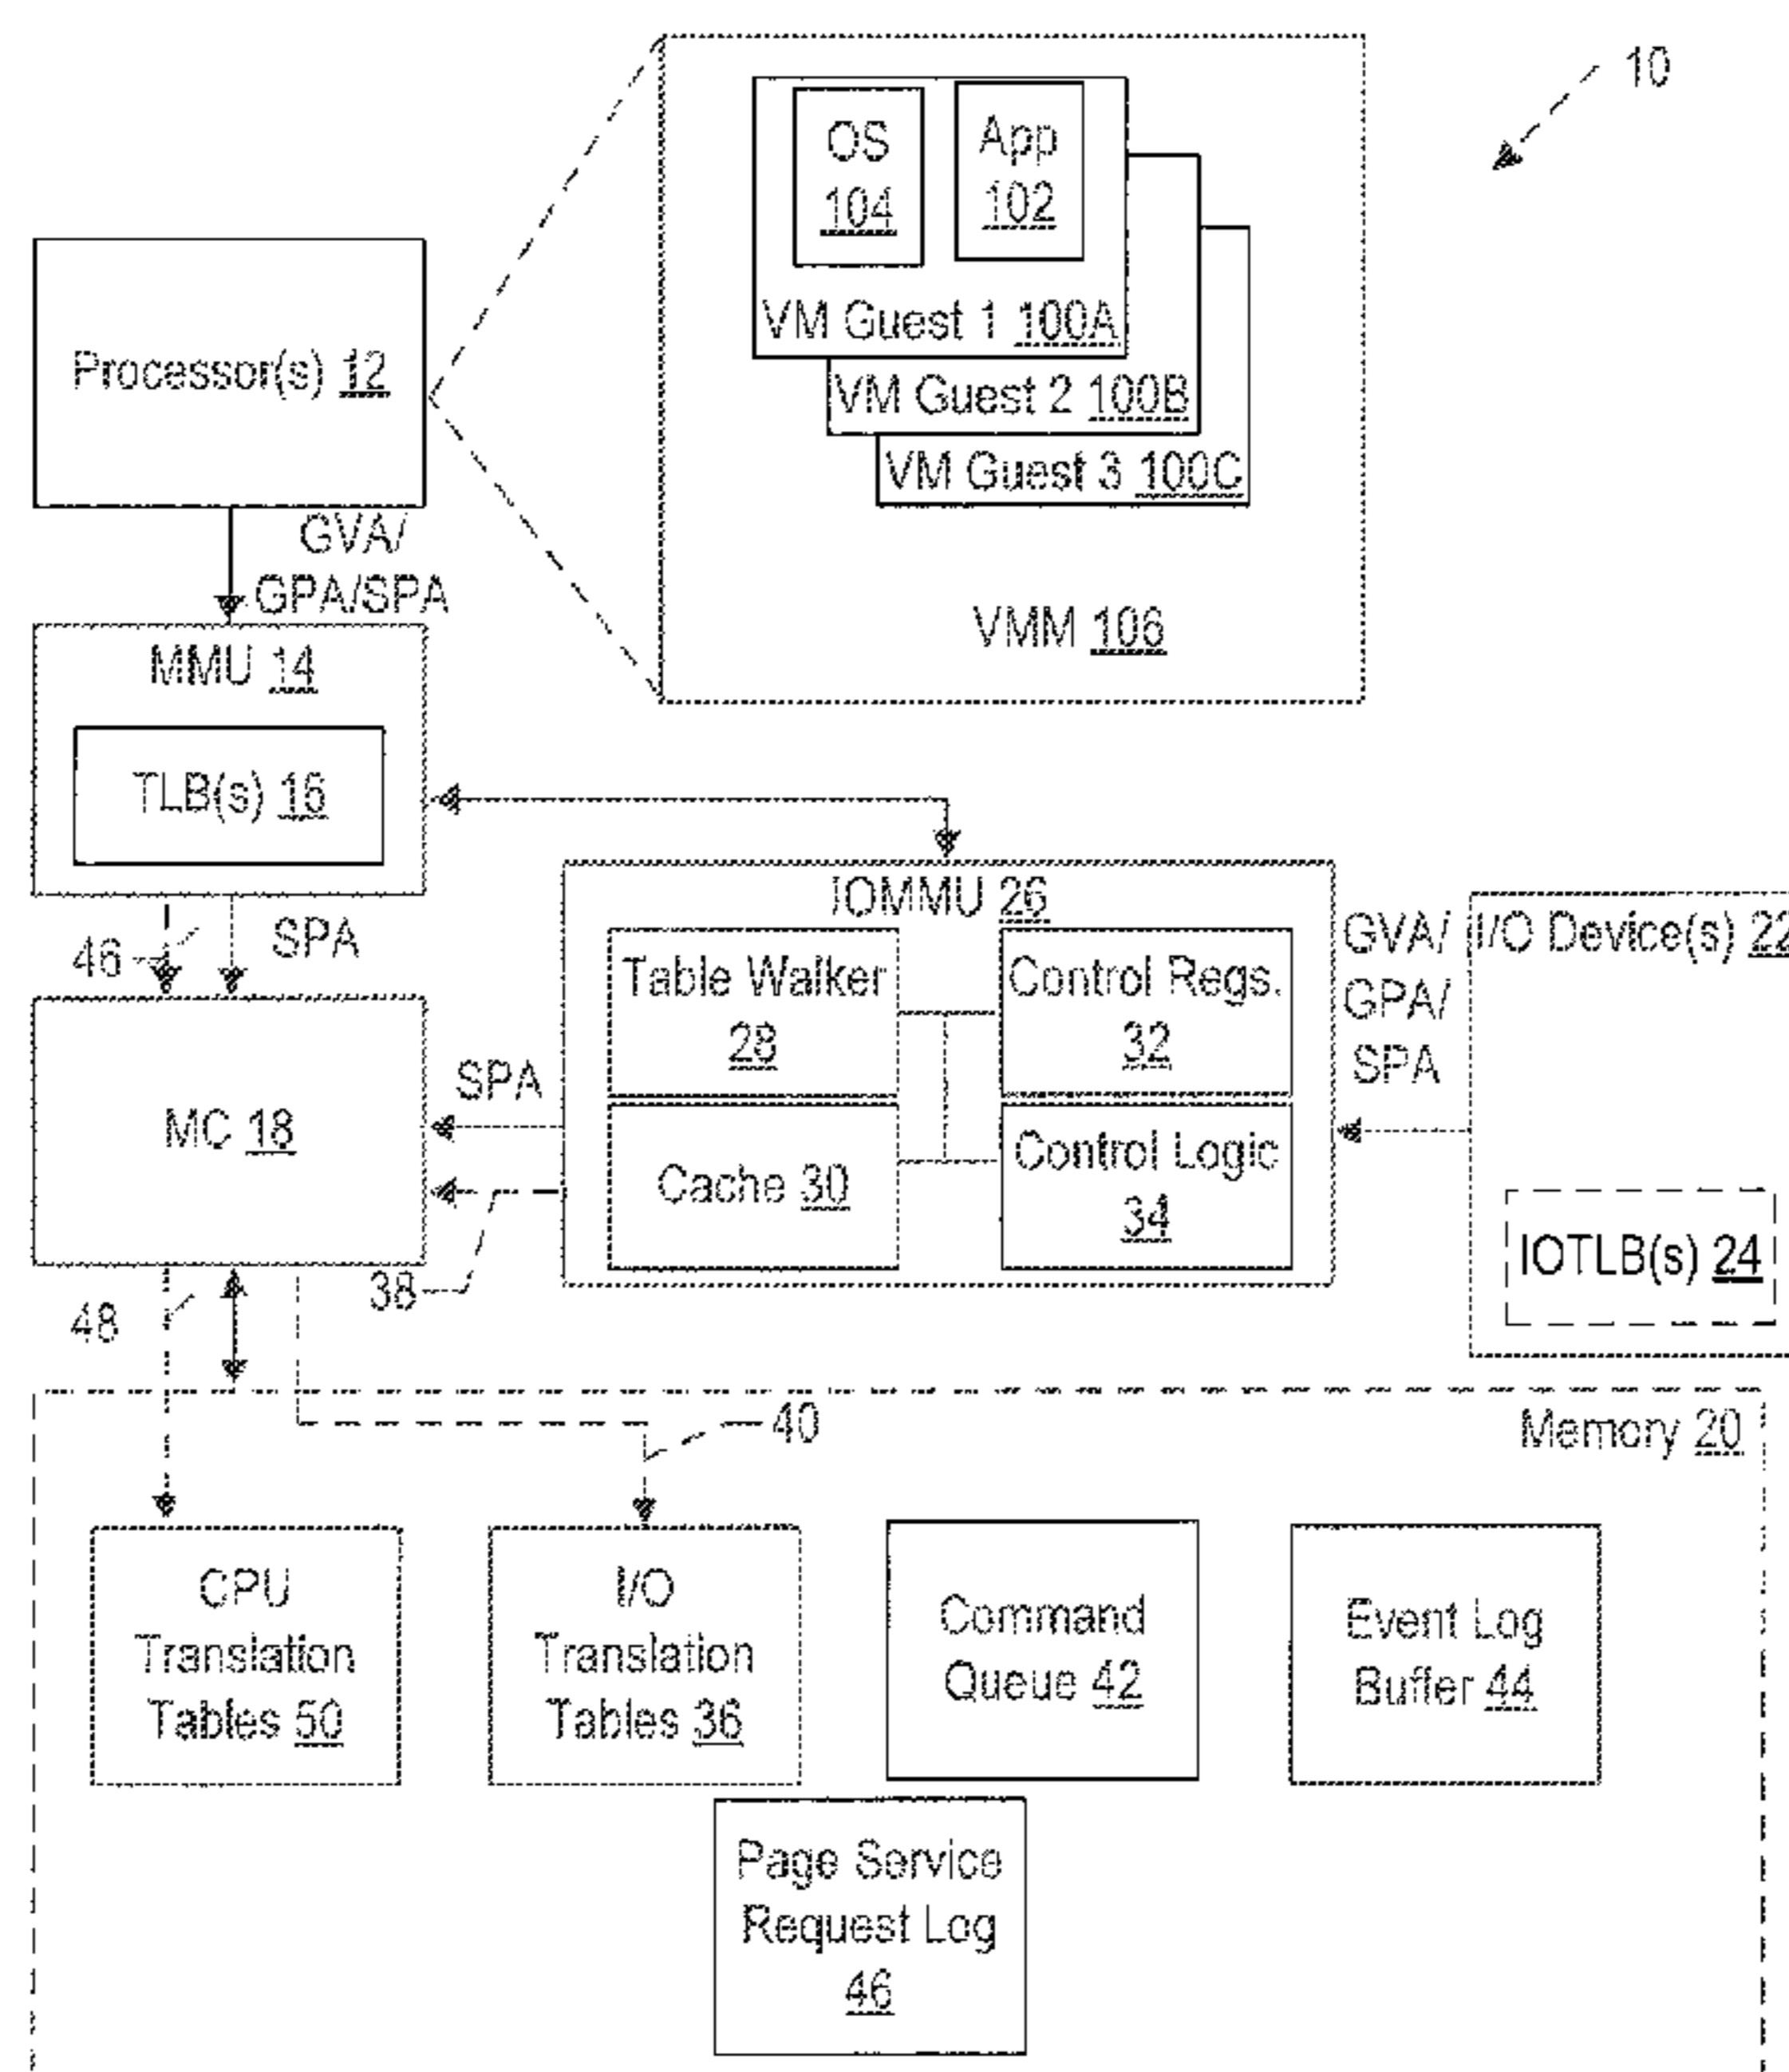 10
OS
104
App
102
VM Guest 1 100A
VM Guest 2 100B
VM Guest 3 100C
VMM 106
Processor(s) 12
GVA/
GPA/SPA
MMU 14
TLB(s) 16
46
SPA
MC 18
SPA
38
48
IOMMU 26
Table Walker
28
Control Regs.
32
Cache 30
Control Logic
34
GVA/
GPA/
SPA
I/O Device(s) 22
IOTLB(s) 24
40
Memory 20
CPU
Translation
Tables 50
I/O
Translation
Tables 36
Command
Queue 42
Event Log
Buffer 44
Page Service
Request Log
46